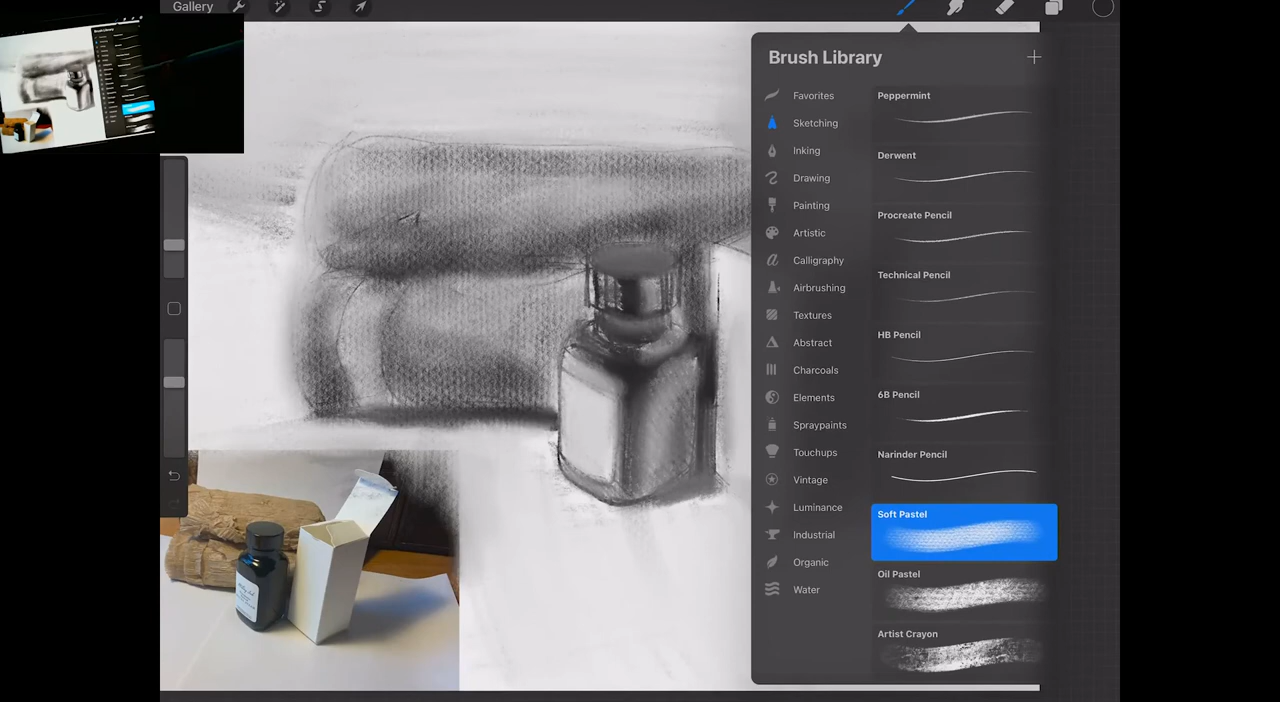 Gallery
Brush Library
Favorites
Sketching
Inking
Drawing
Painting
Artistic
Calligraphy
Airbrushing
Textures
Abstract
Charcoals
Elements
Spraypaints
Touchups
Vintage
Luminance
Industrial
Organic
Water
Peppermint
Derwent
Procreate Pencil
Technical Pencil
HB Pencil
6B Pencil
Narinder Pencil
Soft Pastel
Oil Pastel
Artist Crayon